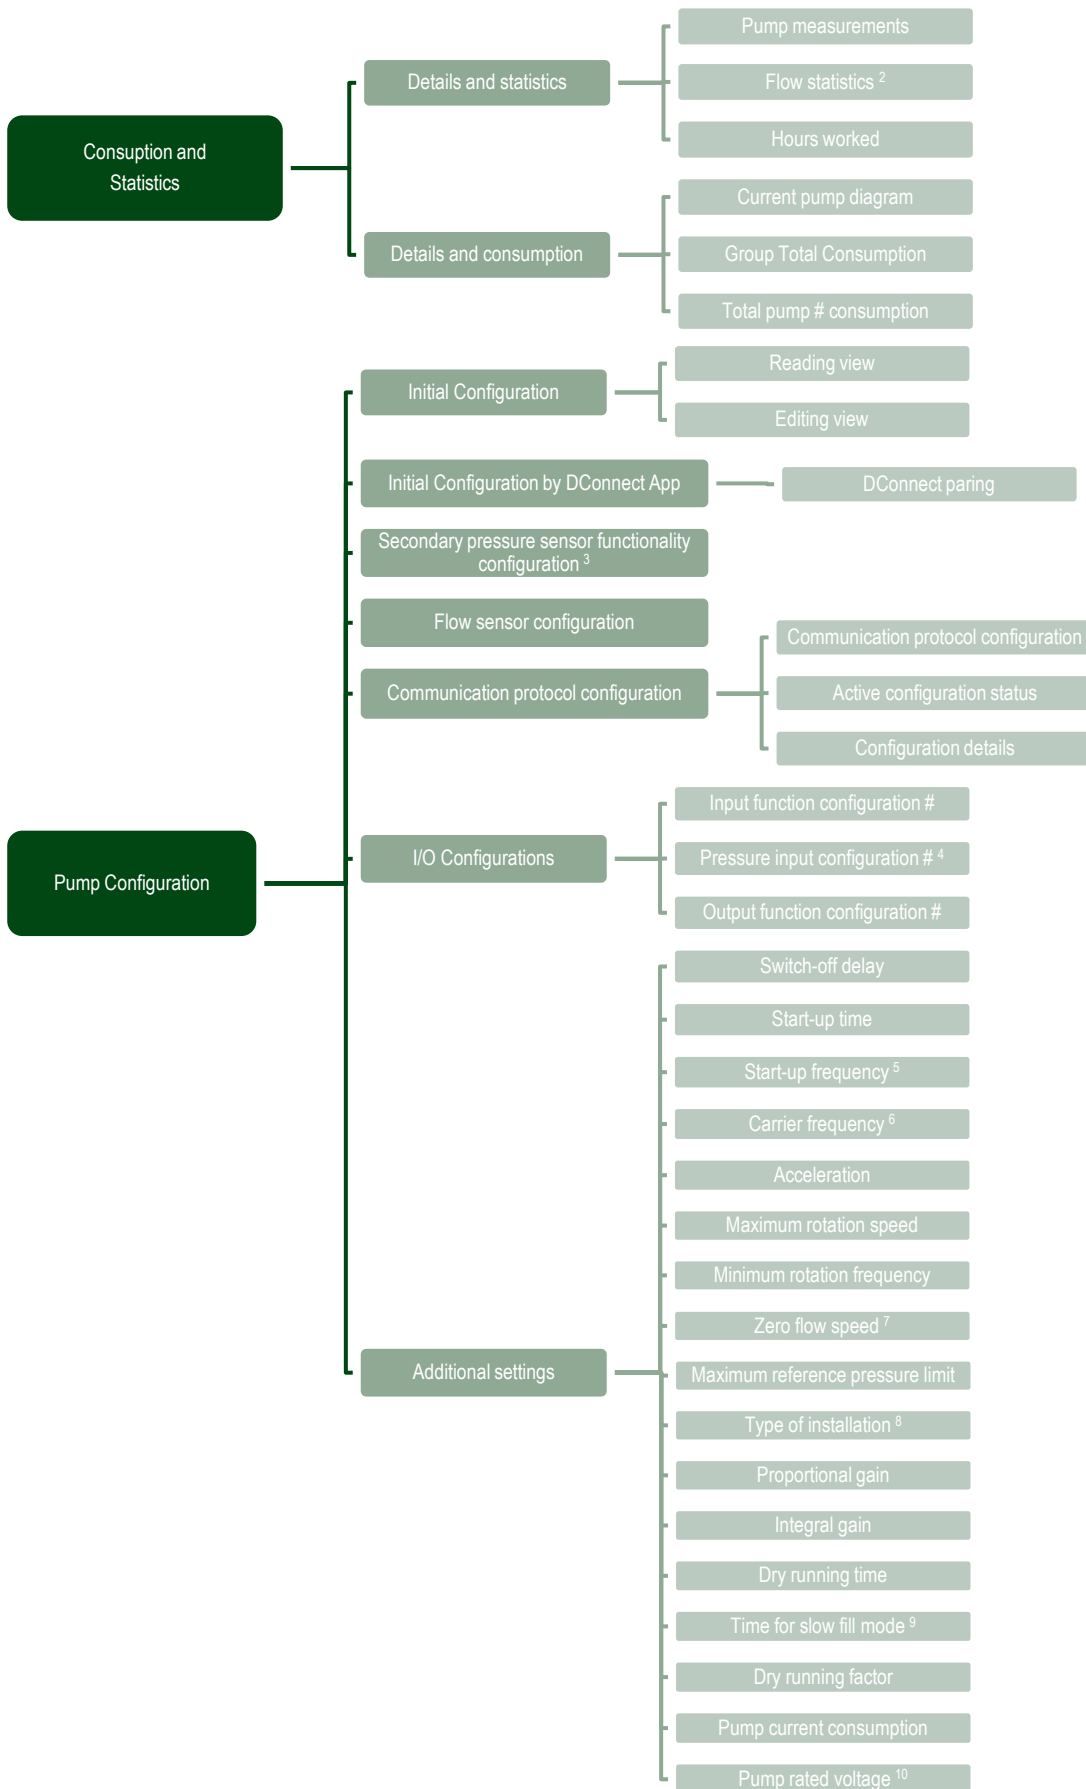 Consuption and
Statistics
Details and statistics
Pump measurements
Flow statistics ²
Hours worked
Details and consumption
Current pump diagram
Group Total Consumption
Total pump # consumption
Pump Configuration
Initial Configuration
Reading view
Editing view
Initial Configuration by DConnect App
DConnect paring
Secondary pressure sensor functionality
configuration ³
Flow sensor configuration
Communication protocol configuration
Communication protocol configuration
Active configuration status
Configuration details
I/O Configurations
Input function configuration #
Pressure input configuration # ⁴
Output function configuration #
Additional settings
Switch-off delay
Start-up time
Start-up frequency ⁵
Carrier frequency ⁶
Acceleration
Maximum rotation speed
Minimum rotation frequency
Zero flow speed ⁷
Maximum reference pressure limit
Type of installation ⁸
Proportional gain
Integral gain
Dry running time
Time for slow fill mode ⁹
Dry running factor
Pump current consumption
Pump rated voltage ¹⁰